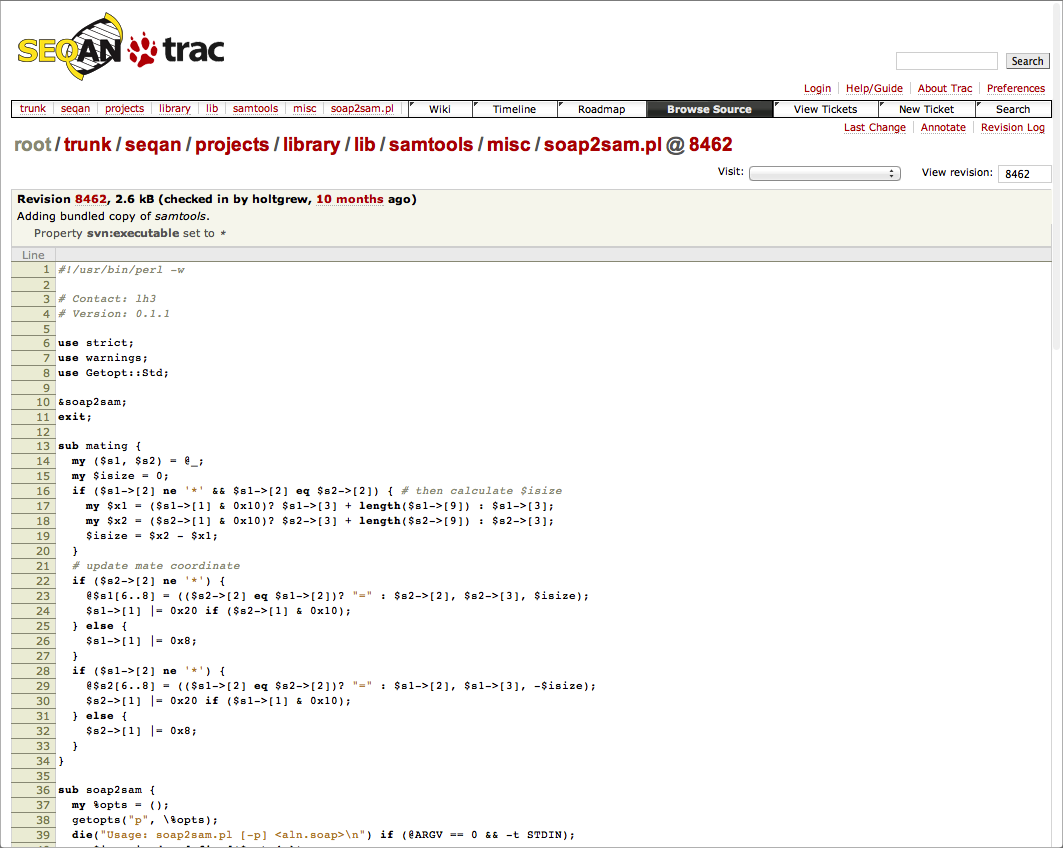 SEQAN trac
Search
Login Help/Guide About Trac Preferences
trunk seqan projects library lib samtools misc soap2sam.pl Wiki Timeline Roadmap Browse Source View Tickets New Ticket Search
Last Change Annotate Revision Log
root / trunk / seqan / projects / library / lib / samtools / misc / soap2sam.pl @ 8462
Visit: View revision: 8462
Revision 8462, 2.6 kB (checked in by holtgrew, 10 months ago)
Adding bundled copy of samtools.
Property svn:executable set to *
Line
1 #!/usr/bin/perl -w
2
3 # Contact: lh3
4 # Version: 0.1.1
5
6 use strict;
7 use warnings;
8 use Getopt::Std;
9
10 &soap2sam;
11 exit;
12
13 sub mating {
14 my ($s1, $s2) = @_;
15 my $isize = 0;
16 if ($s1->[2] ne '*' && $s1->[2] eq $s2->[2]) { # then calculate $isize
17 my $x1 = ($s1->[1] & 0x10)? $s1->[3] + length($s1->[9]) : $s1->[3];
18 my $x2 = ($s2->[1] & 0x10)? $s2->[3] + length($s2->[9]) : $s2->[3];
19 $isize = $x2 - $x1;
20 }
21 # update mate coordinate
22 if ($s2->[2] ne '*') {
23 @$s1[6..8] = (($s2->[2] eq $s1->[2])? "=" : $s2->[2], $s2->[3], $isize);
24 $s1->[1] |= 0x20 if ($s2->[1] & 0x10);
25 } else {
26 $s1->[1] |= 0x8;
27 }
28 if ($s1->[2] ne '*') {
29 @$s2[6..8] = (($s1->[2] eq $s2->[2])? "=" : $s1->[2], $s1->[3], -$isize);
30 $s2->[1] |= 0x20 if ($s1->[1] & 0x10);
31 } else {
32 $s2->[1] |= 0x8;
33 }
34 }
35
36 sub soap2sam {
37 my %opts = ();
38 getopts("p", \%opts);
39 die("Usage: soap2sam.pl [-p] <aln.soap>\n") if (@ARGV == 0 && -t STDIN);